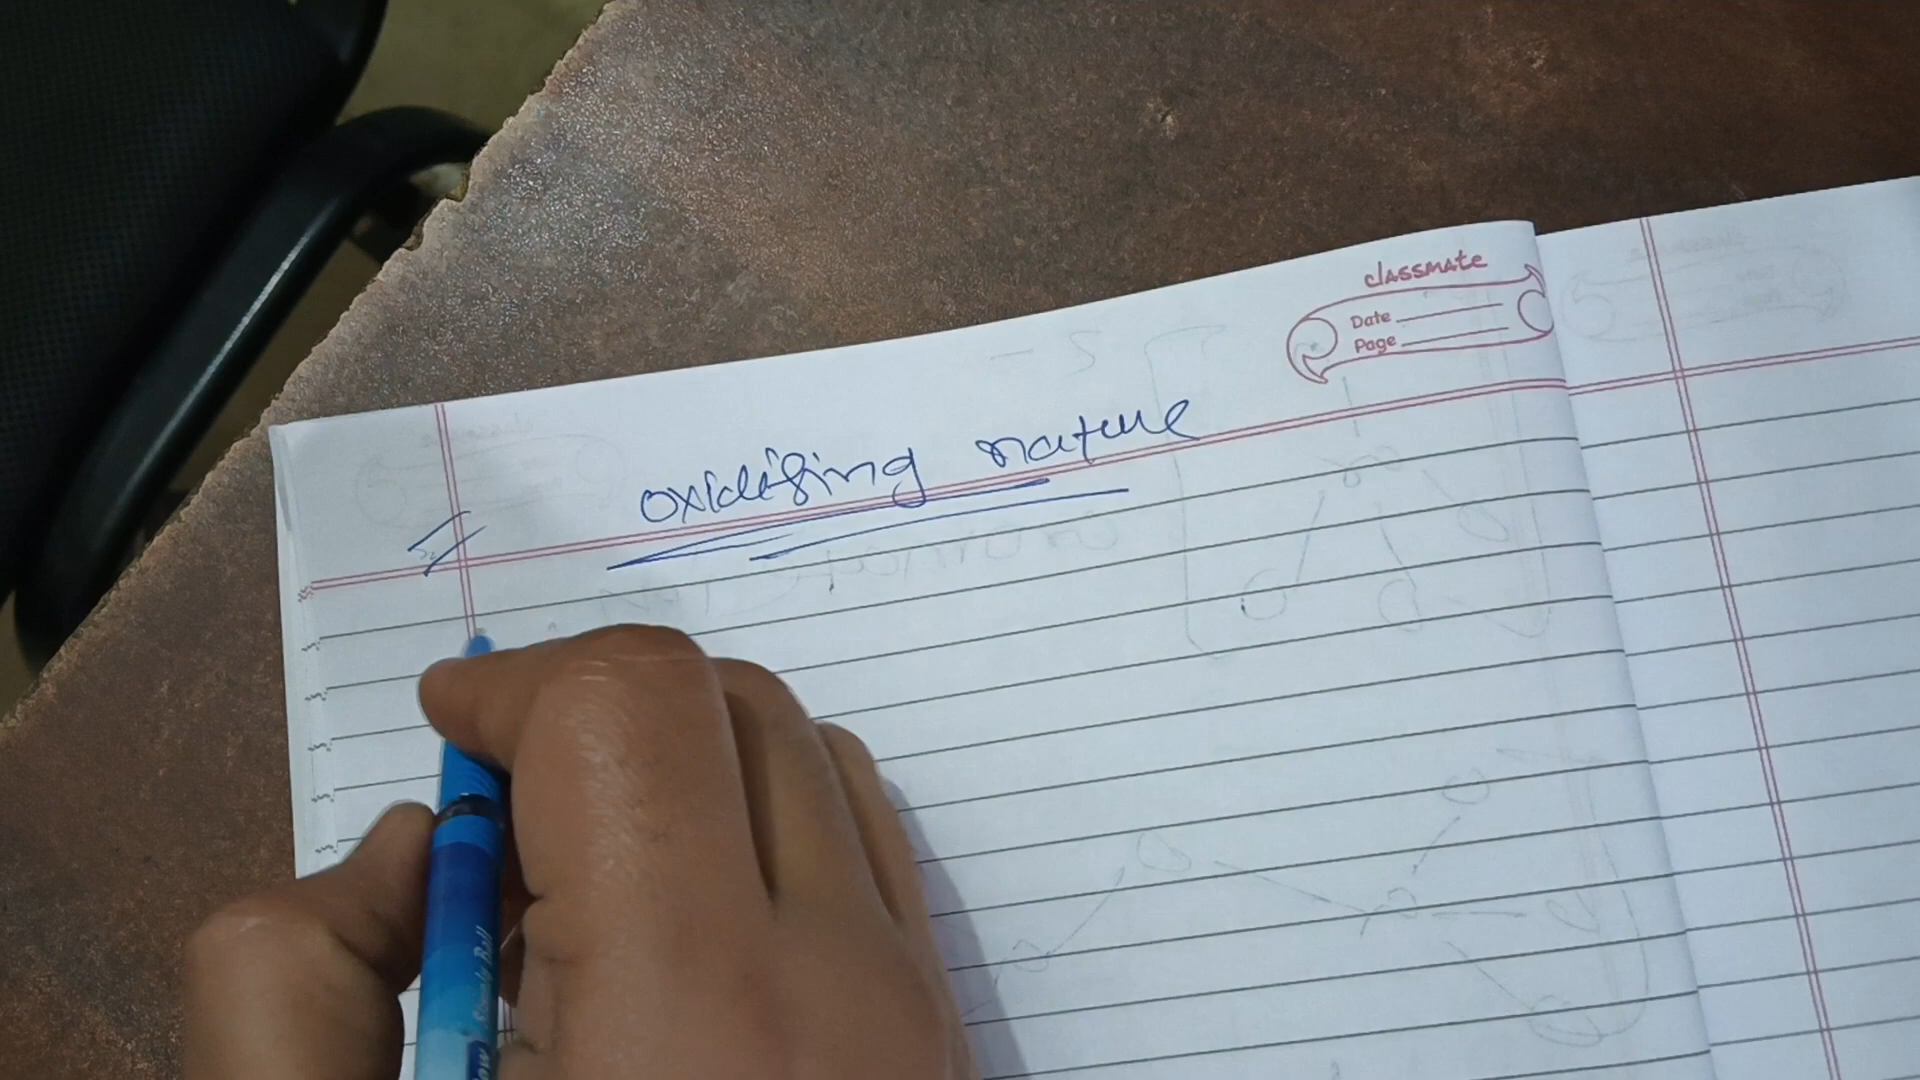 classmate
Date
Page
oxidising nature